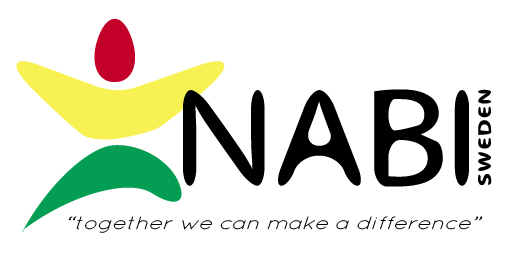 NABI
SWEDEN
“together we can make a difference”